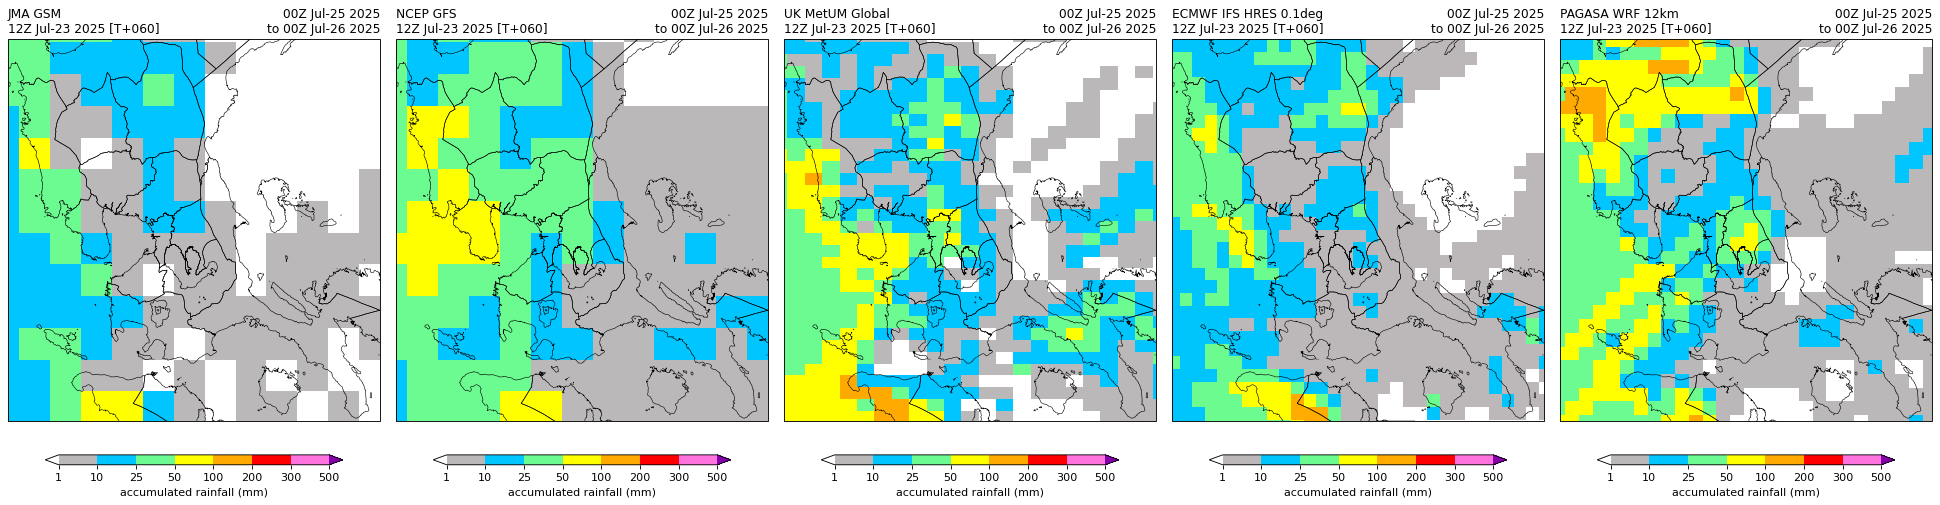 JMA GSM
00Z Jul-25 2025
12Z Jul-23 2025 [T+060]
to 00Z Jul-26 2025
NCEP GFS
00Z Jul-25 2025
12Z Jul-23 2025 [T+060]
to 00Z Jul-26 2025
UK MetUM Global
00Z Jul-25 2025
12Z Jul-23 2025 [T+060]
to 00Z Jul-26 2025
ECMWF IFS HRES 0.1deg
00Z Jul-25 2025
12Z Jul-23 2025 [T+060]
to 00Z Jul-26 2025
PAGASA WRF 12km
00Z Jul-25 2025
12Z Jul-23 2025 [T+060]
to 00Z Jul-26 2025
1 10 25 50 100 200 300 500
accumulated rainfall (mm)
1 10 25 50 100 200 300 500
accumulated rainfall (mm)
1 10 25 50 100 200 300 500
accumulated rainfall (mm)
1 10 25 50 100 200 300 500
accumulated rainfall (mm)
1 10 25 50 100 200 300 500
accumulated rainfall (mm)